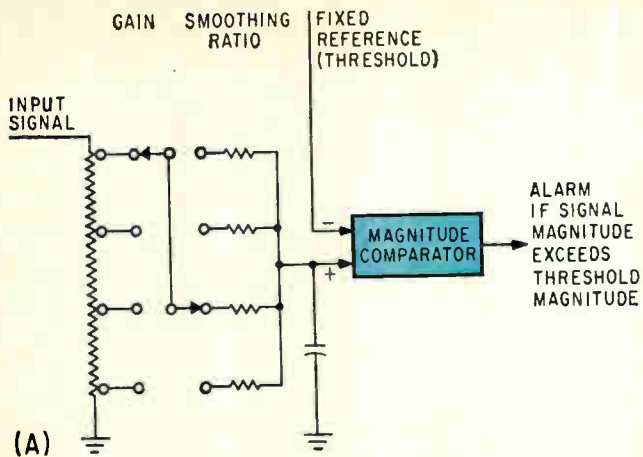 GAIN
SMOOTHING
RATIO
FIXED
REFERENCE
(THRESHOLD)
INPUT
SIGNAL
-
MAGNITUDE
COMPARATOR
+
ALARM
IF SIGNAL
MAGNITUDE
EXCEEDS
THRESHOLD
MAGNITUDE
(A)